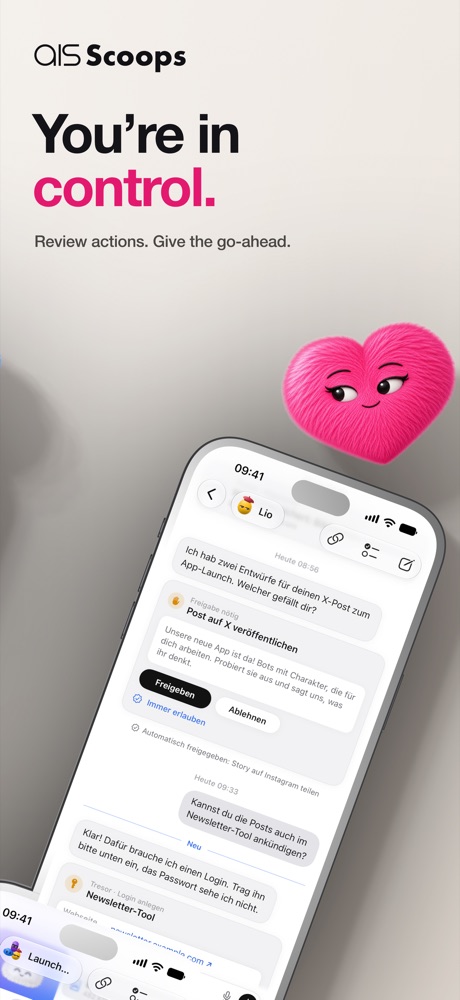 ais Scoops
You're in
control.
Review actions. Give the go-ahead.
09:41
Lio
Heute 08:56
Ich hab zwei Entwürfe für deinen X-Post zum
App-Launch. Welcher gefällt dir?
Freigabe nötig
Post auf X veröffentlichen
Unsere neue App ist da! Bots mit Charakter, die für
dich arbeiten. Probiert sie aus und sagt uns, was
ihr denkt.
Freigeben
Ablehnen
Immer erlauben
Automatisch freigegeben: Story auf Instagram teilen
Heute 09:33
Kannst du die Posts auch im
Newsletter-Tool ankündigen?
Neu
Klar! Dafür brauche ich einen Login. Trag ihn
bitte unten ein, das Passwort sehe ich nicht.
Tresor · Login anlegen
Newsletter-Tool
Webseite
newsletter.example.com ↗
09:41
Launch...